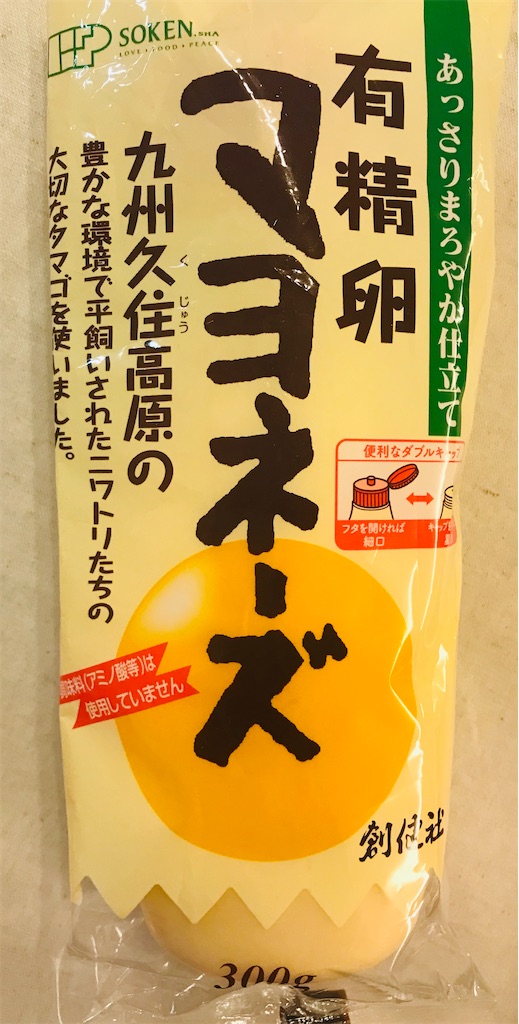 SOKEN.SHA
LOVE • FOOD • PEACE
あっさりまろやか仕立て
有精卵
マヨネーズ
九州久住高原の
くじゅう
豊かな環境で平飼いされたニワトリたちの
大切なタマゴを使いました。
便利なダブルキャップ
フタを開ければ
細口
調味料(アミノ酸等)は
使用していません
創健社
300g